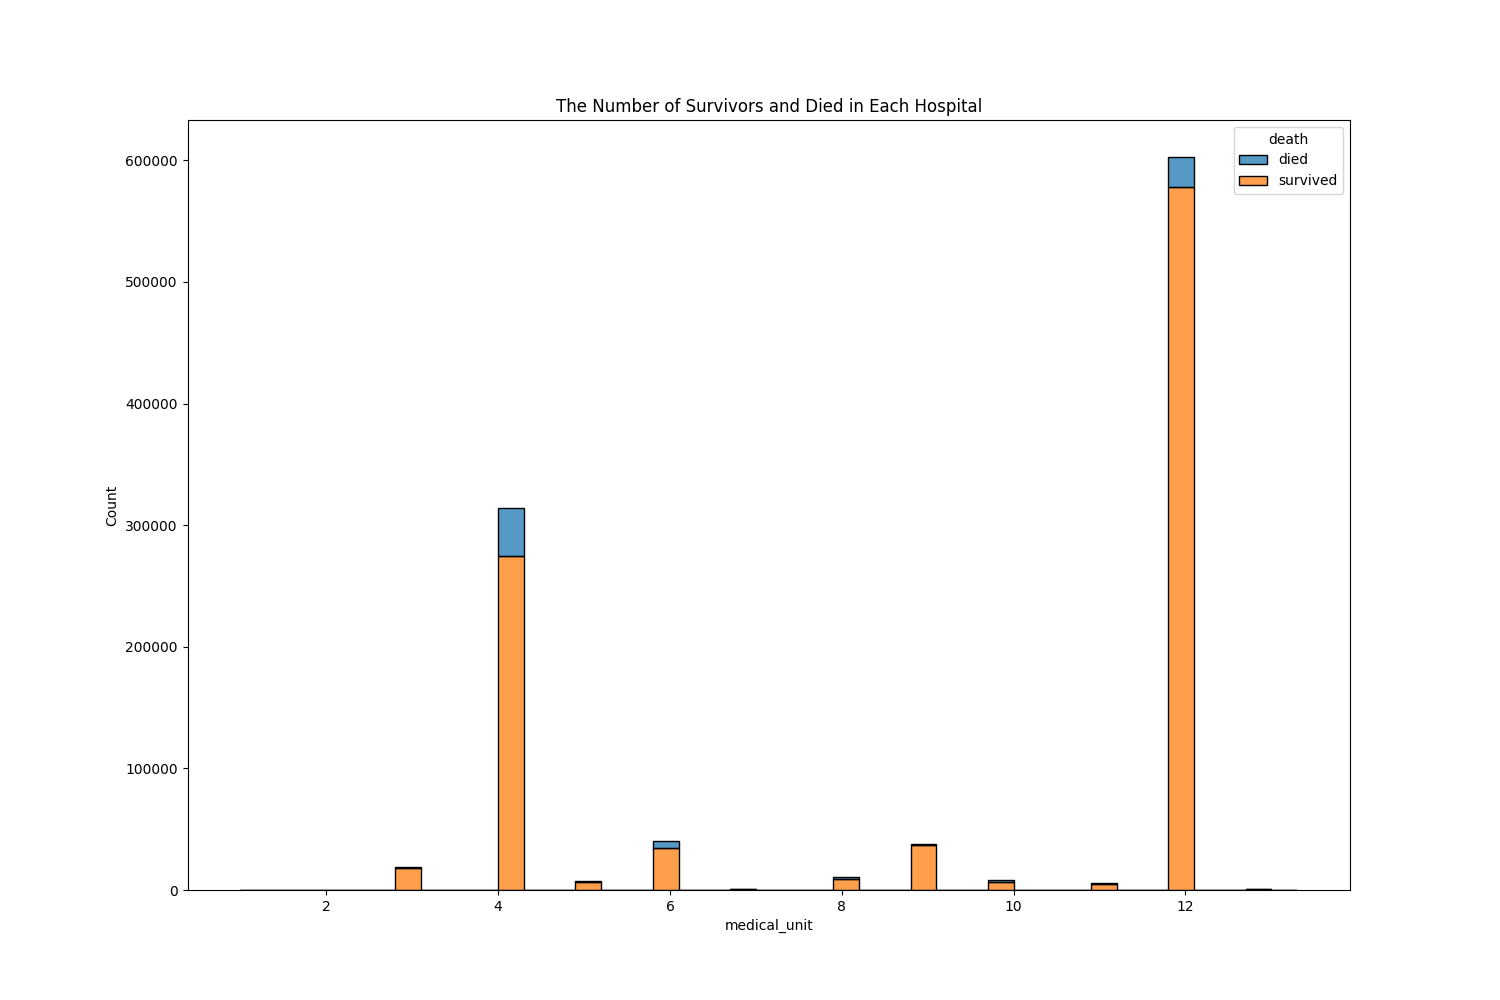 The Number of Survivors and Died in Each Hospital
death
died
survived
600000
500000
400000
300000
200000
100000
0
Count
2 4 6 8 10 12
medical_unit